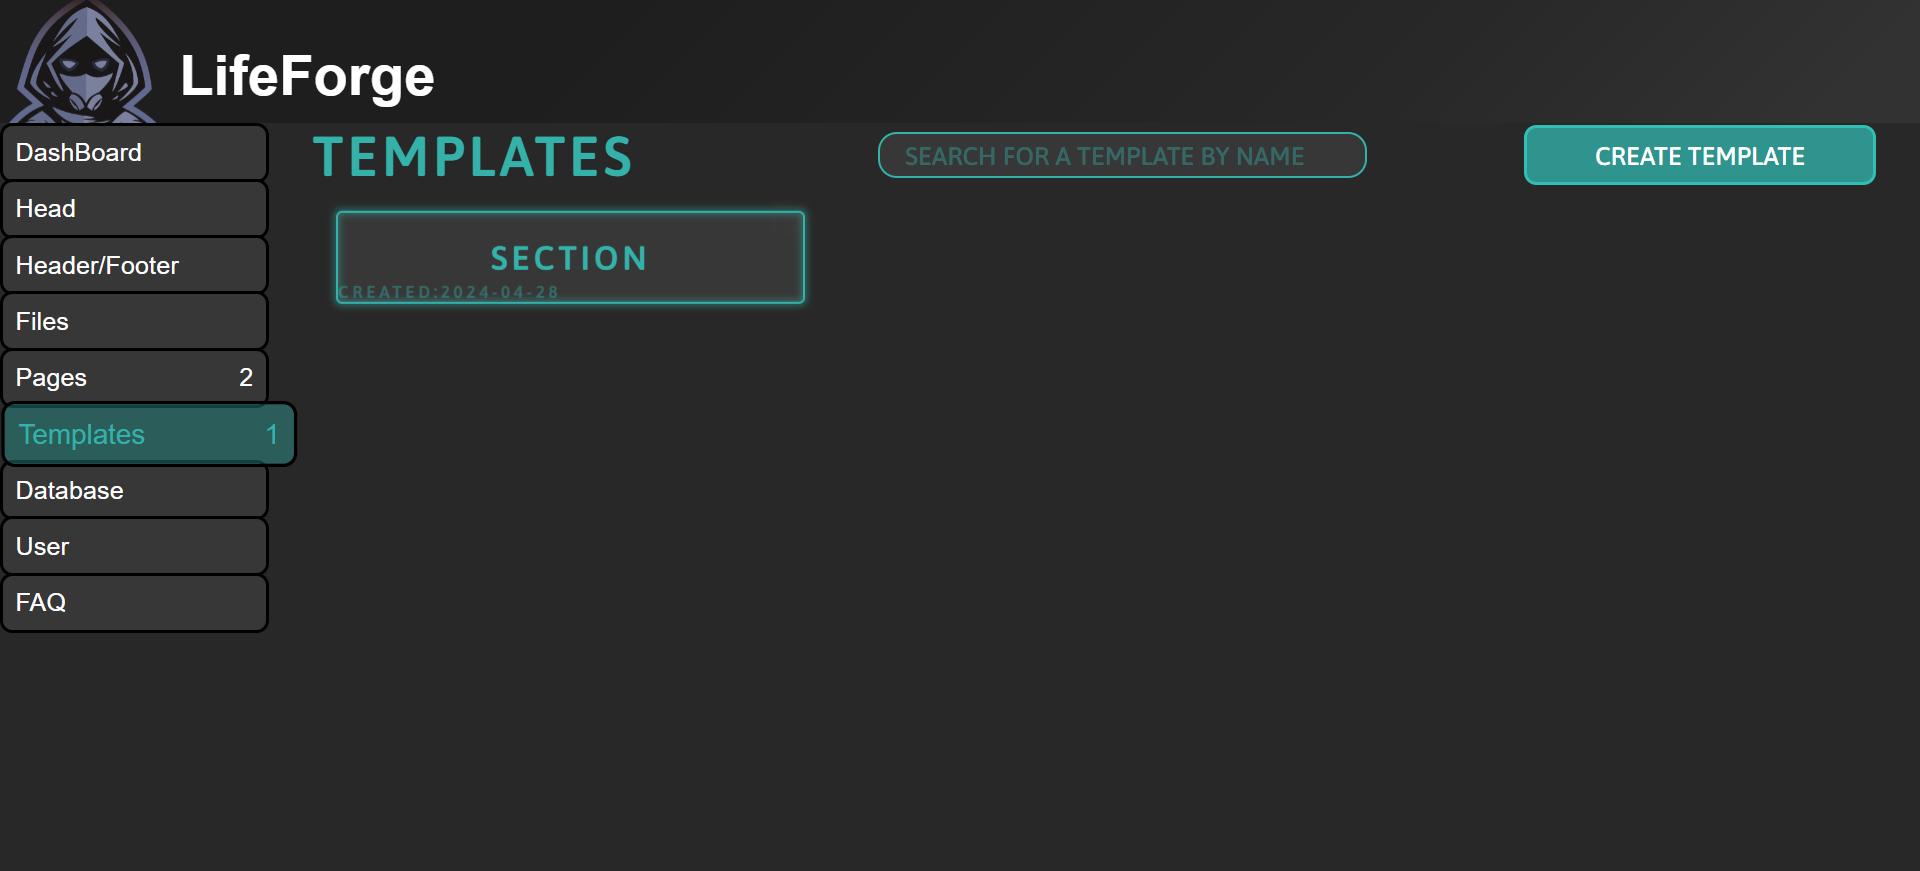 LifeForge
DashBoard
Head
Header/Footer
Files
Pages 2
Templates 1
Database
User
FAQ
TEMPLATES
SEARCH FOR A TEMPLATE BY NAME
CREATE TEMPLATE
SECTION
CREATED:2024-04-28